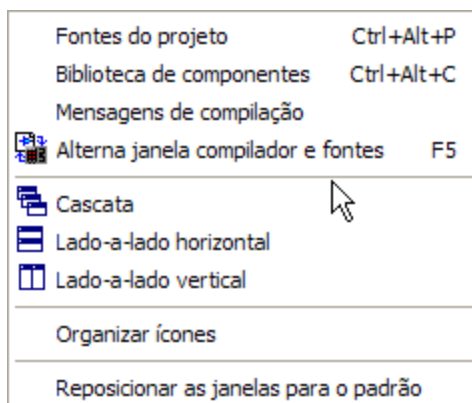 Fontes do projeto Ctrl+Alt+P
Biblioteca de componentes Ctrl+Alt+C
Mensagens de compilação
Alterna janela compilador e fontes F5
Cascata
Lado-a-lado horizontal
Lado-a-lado vertical
Organizar ícones
Reposicionar as janelas para o padrão